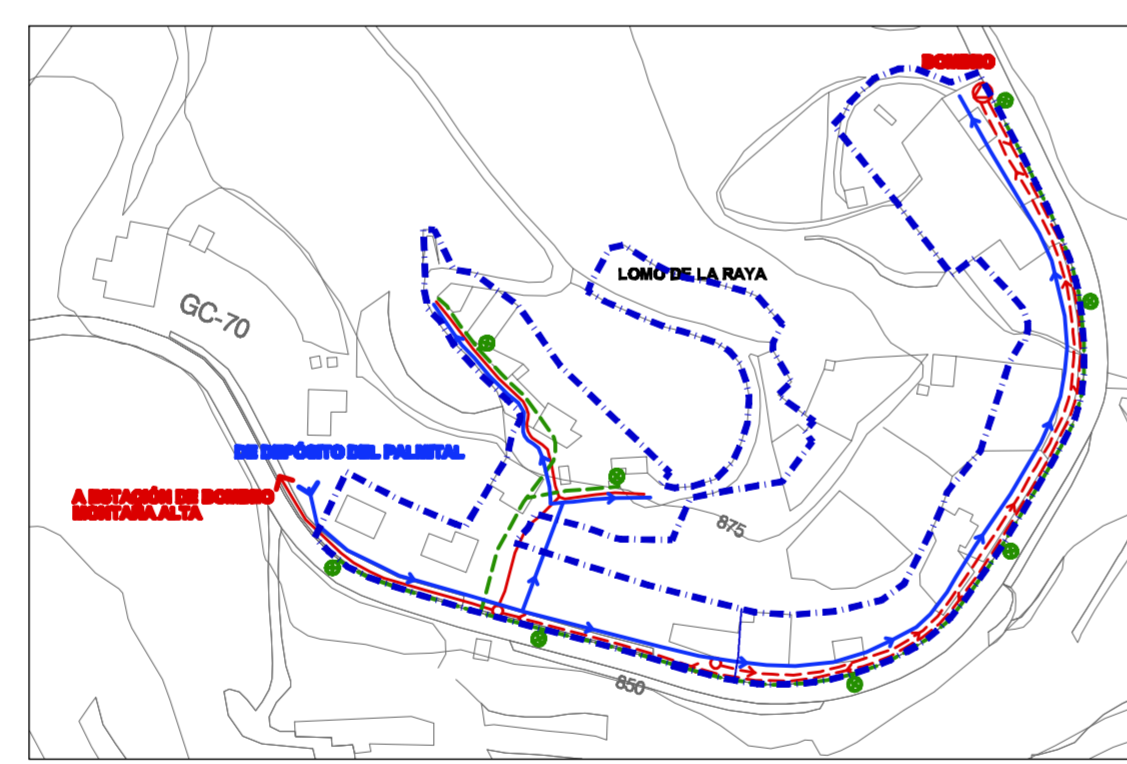 BOMBEO
LOMO DE LA RAYA
GC-70
DE DEPÓSITO DEL PALMITAL
A ESTACIÓN DE BOMBEO
MONTAÑA ALTA
875
850